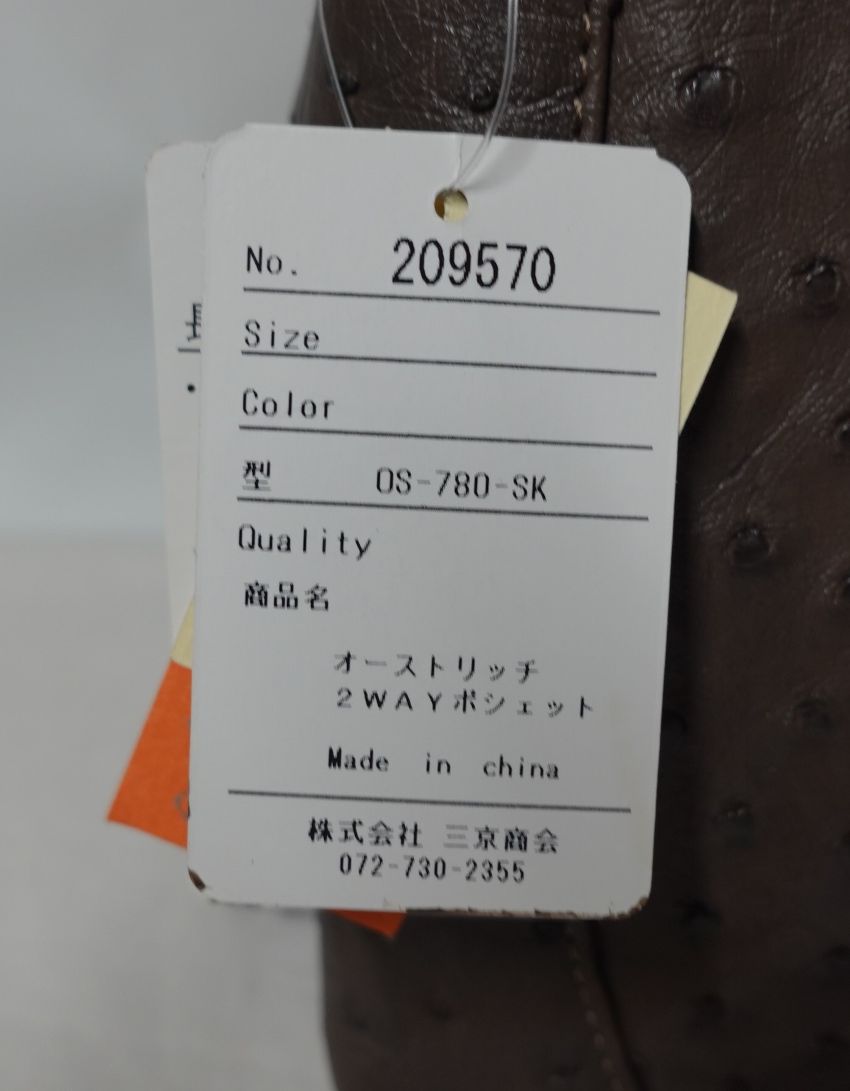 No. 209570
Size
Color
型 OS-780-SK
Quality
商品名
オーストリッチ
2WAYポシェット
Made in china
株式会社 三京商会
072-730-2355